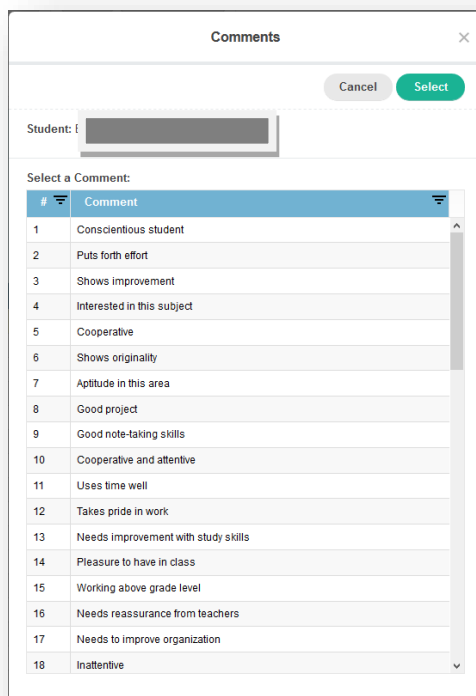 Comments ×
Cancel Select
Student:
Select a Comment:
# Comment
1 Conscientious student
2 Puts forth effort
3 Shows improvement
4 Interested in this subject
5 Cooperative
6 Shows originality
7 Aptitude in this area
8 Good project
9 Good note-taking skills
10 Cooperative and attentive
11 Uses time well
12 Takes pride in work
13 Needs improvement with study skills
14 Pleasure to have in class
15 Working above grade level
16 Needs reassurance from teachers
17 Needs to improve organization
18 Inattentive